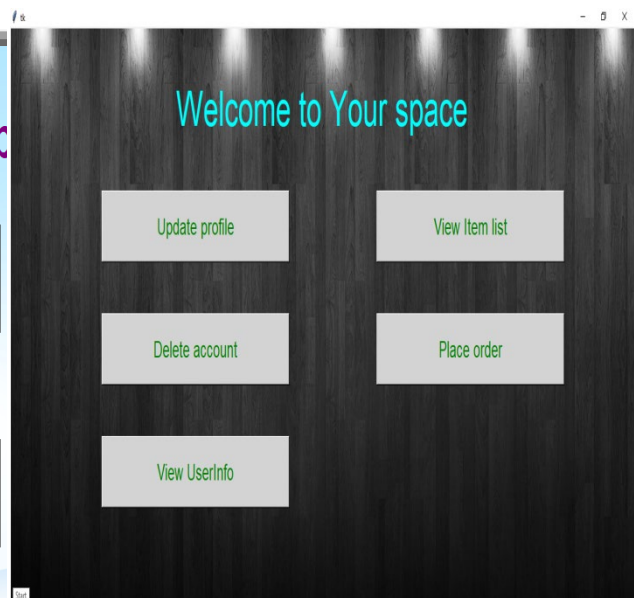 tk
Welcome to Your space
Update profile
View Item list
Delete account
Place order
View UserInfo
Start